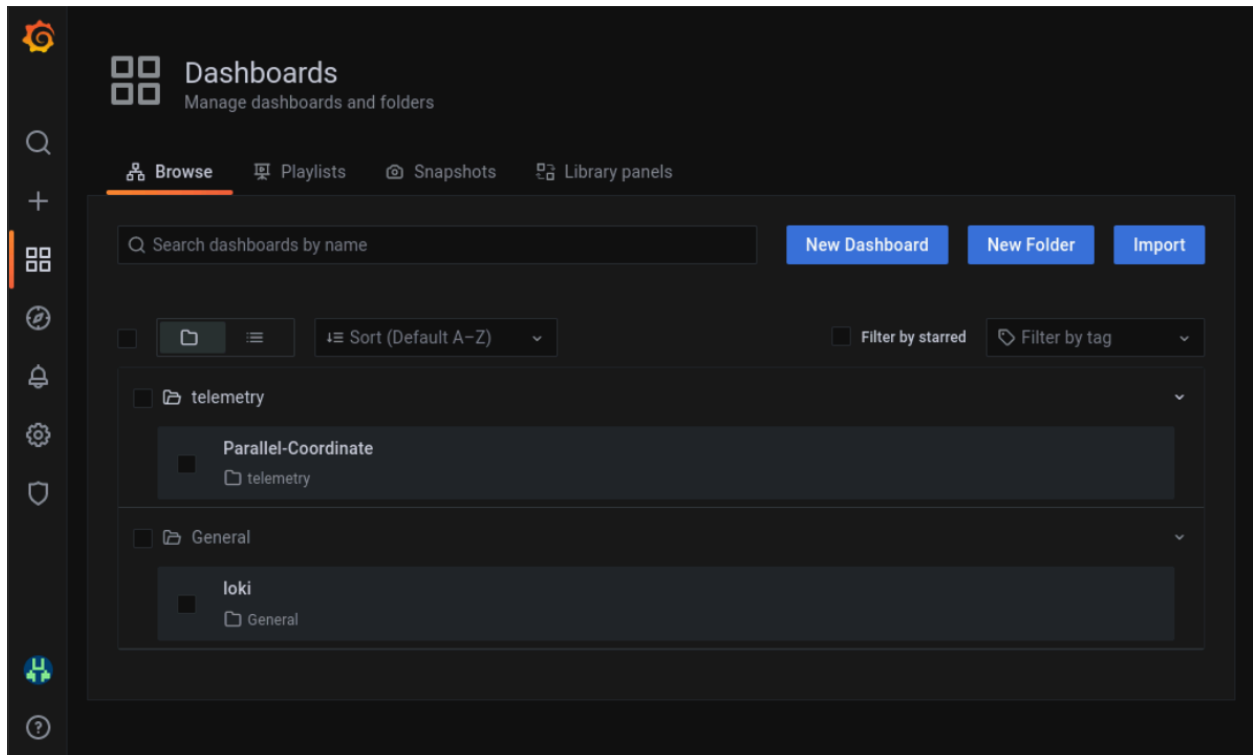 Dashboards
Manage dashboards and folders
Browse Playlists Snapshots Library panels
Search dashboards by name New Dashboard New Folder Import
Sort (Default A–Z) Filter by starred Filter by tag
telemetry
Parallel-Coordinate
telemetry
General
loki
General